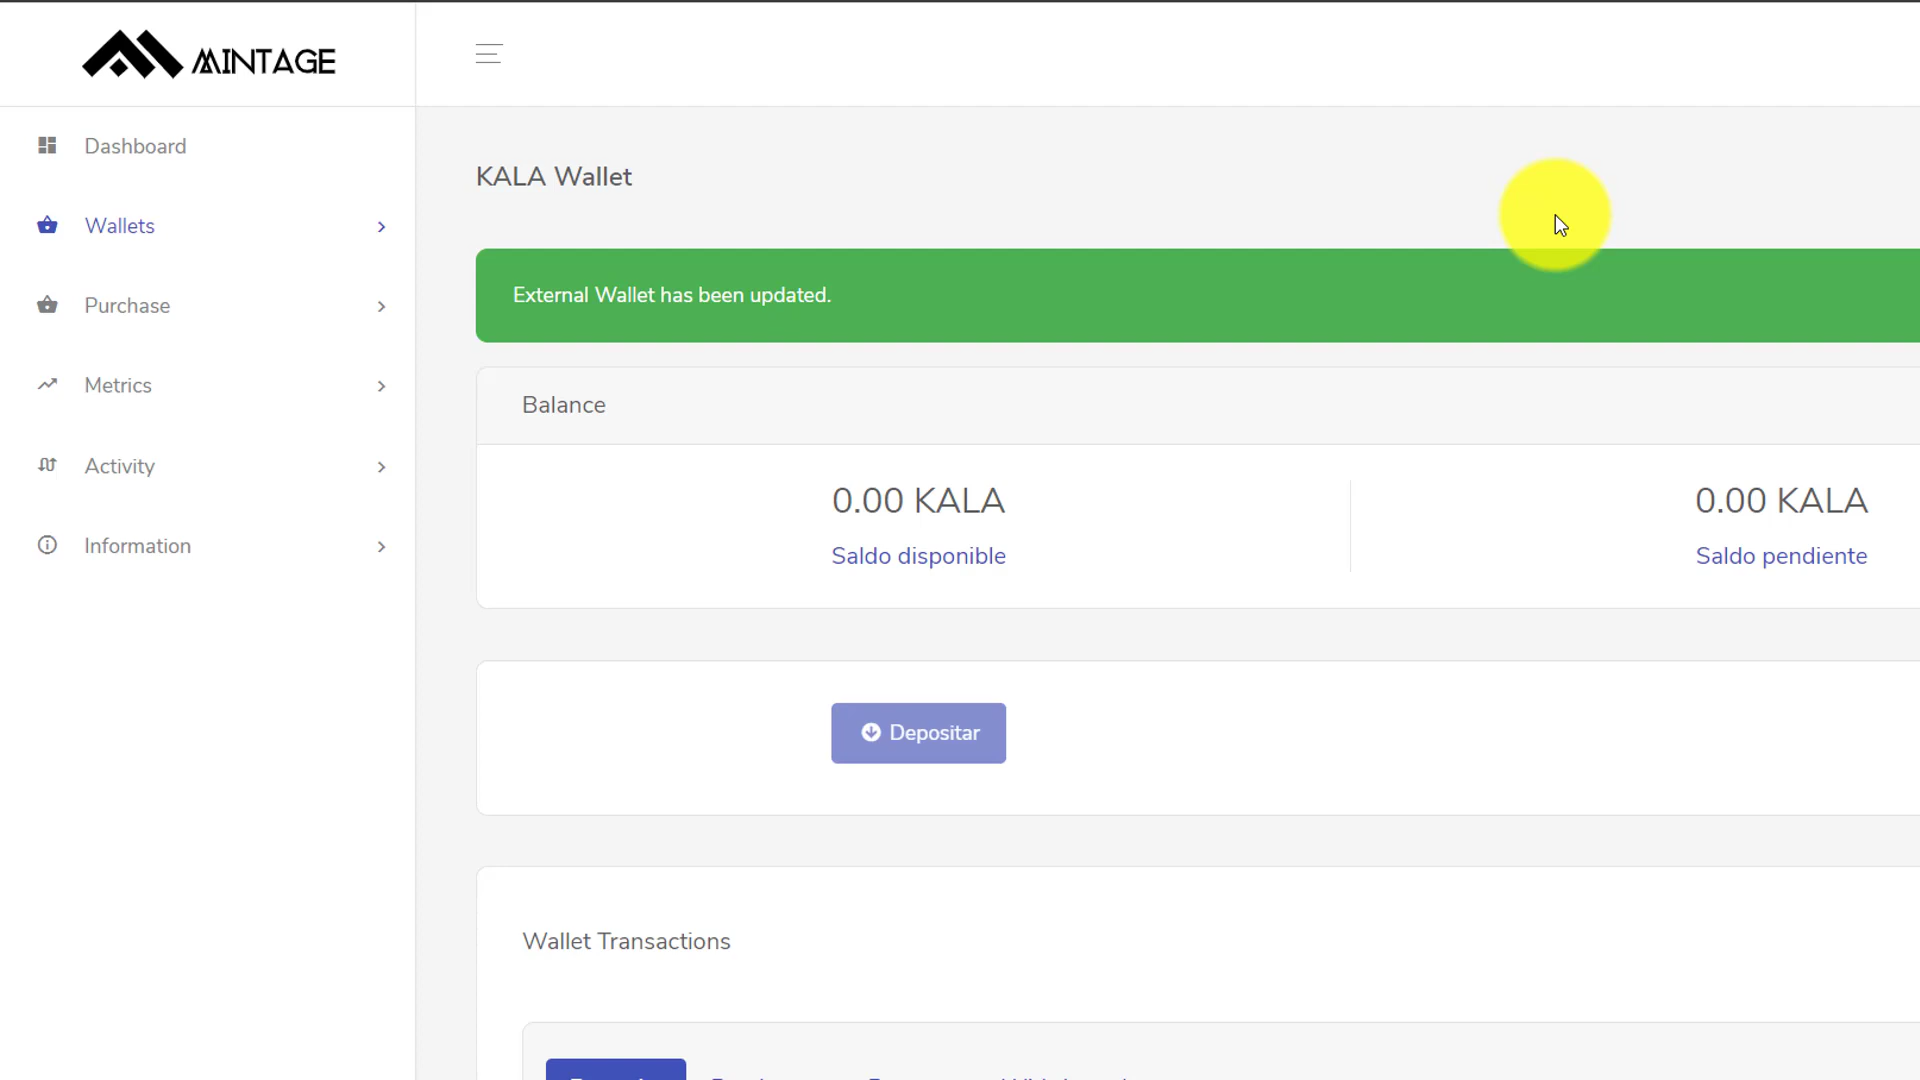 MINTAGE
Dashboard
Wallets
Purchase
Metrics
Activity
Information
KALA Wallet
External Wallet has been updated.
Balance
0.00 KALA
Saldo disponible
0.00 KALA
Saldo pendiente
Depositar
Wallet Transactions